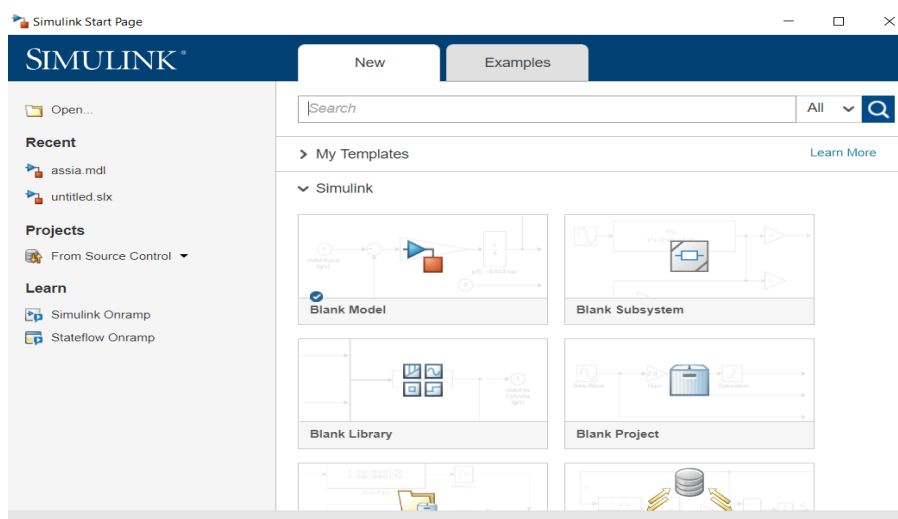 Simulink Start Page
SIMULINK®
New
Examples
Open...
Search
All
Recent
My Templates
Learn More
assia.mdl
untitled.slx
Simulink
Projects
From Source Control
Learn
Simulink Onramp
Stateflow Onramp
Blank Model
Blank Subsystem
Blank Library
Blank Project